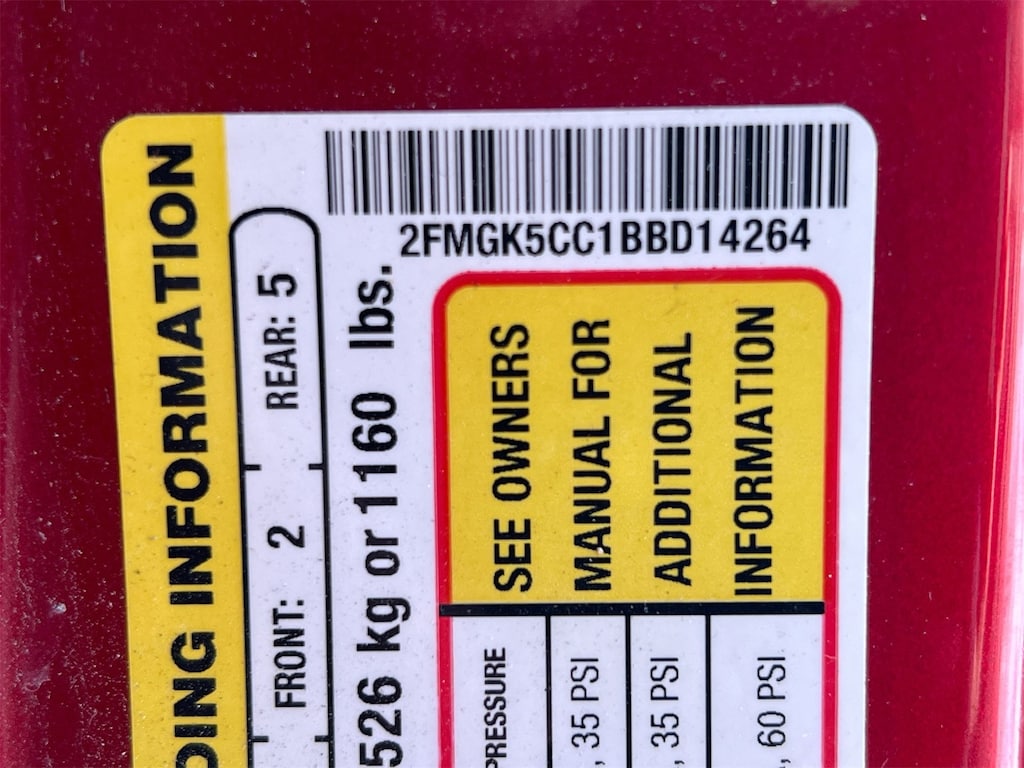 2FMGK5CC1BBD14264
DING INFORMATION
FRONT: 2 REAR: 5
526 kg or 1160 lbs.
PRESSURE SEE OWNERS
, 35 PSI MANUAL FOR
, 35 PSI ADDITIONAL
, 60 PSI INFORMATION